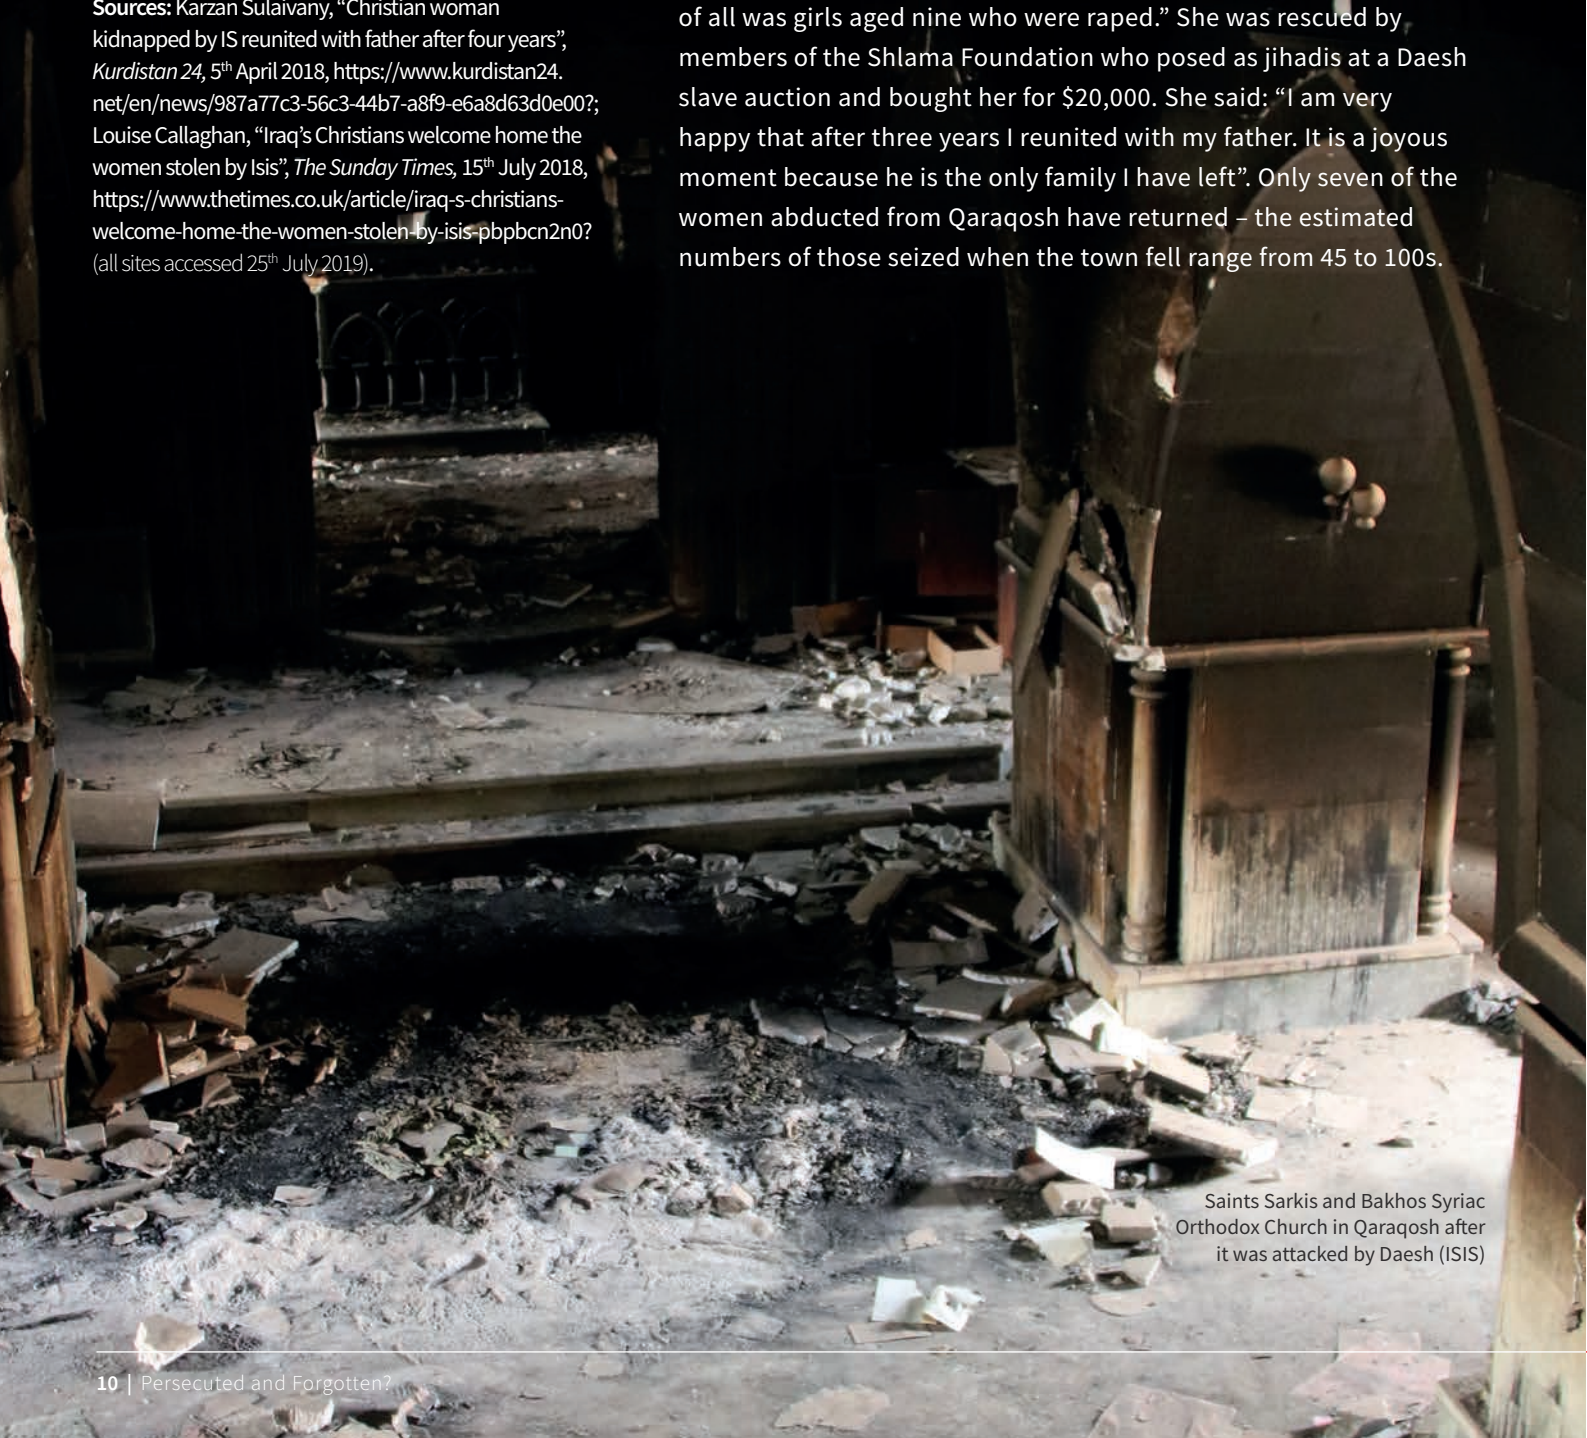 Sources: Karzan Sulaivany, “Christian woman
kidnapped by IS reunited with father after four years”,
Kurdistan 24, 5th April 2018, https://www.kurdistan24.
net/en/news/987a77c3-56c3-44b7-a8f9-e6a8d63d0e00?;
Louise Callaghan, “Iraq’s Christians welcome home the
women stolen by Isis”, The Sunday Times, 15th July 2018,
https://www.thetimes.co.uk/article/iraq-s-christians-
welcome-home-the-women-stolen-by-isis-pbpbcn2n0?
(all sites accessed 25th July 2019).
of all was girls aged nine who were raped.” She was rescued by
members of the Shlama Foundation who posed as jihadis at a Daesh
slave auction and bought her for $20,000. She said: “I am very
happy that after three years I reunited with my father. It is a joyous
moment because he is the only family I have left”. Only seven of the
women abducted from Qaraqosh have returned – the estimated
numbers of those seized when the town fell range from 45 to 100s.
Saints Sarkis and Bakhos Syriac
Orthodox Church in Qaraqosh after
it was attacked by Daesh (ISIS)
10 | Persecuted and Forgotten?